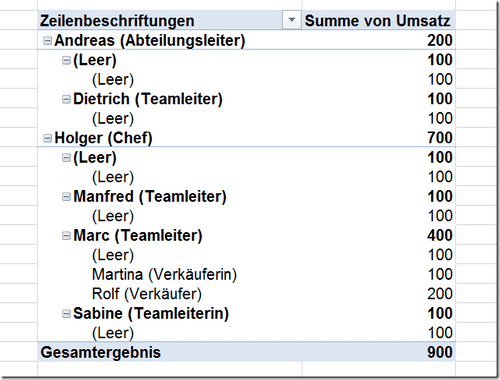 Zeilenbeschriftungen Summe von Umsatz
Andreas (Abteilungsleiter) 200
(Leer) 100
(Leer) 100
Dietrich (Teamleiter) 100
(Leer) 100
Holger (Chef) 700
(Leer) 100
(Leer) 100
Manfred (Teamleiter) 100
(Leer) 100
Marc (Teamleiter) 400
(Leer) 100
Martina (Verkäuferin) 100
Rolf (Verkäufer) 200
Sabine (Teamleiterin) 100
(Leer) 100
Gesamtergebnis 900